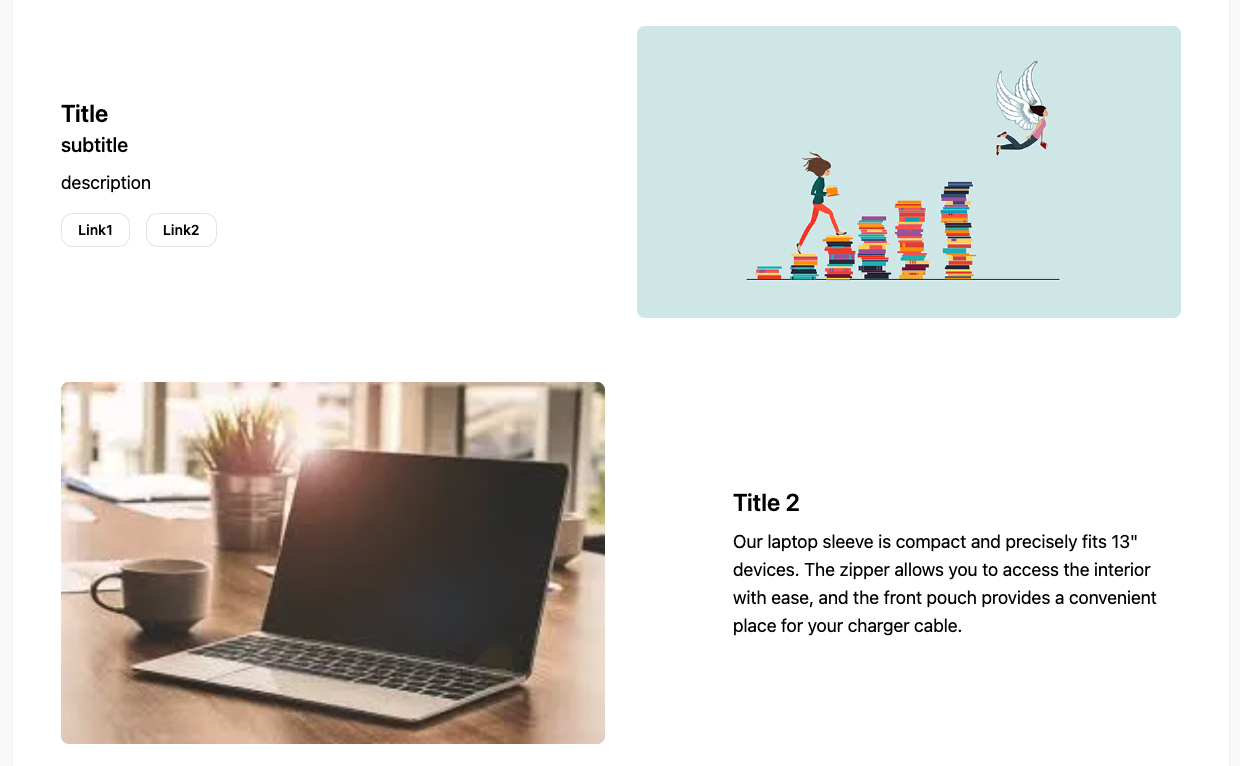 Title
subtitle
description
Link1 Link2
Title 2
Our laptop sleeve is compact and precisely fits 13"
devices. The zipper allows you to access the interior
with ease, and the front pouch provides a convenient
place for your charger cable.